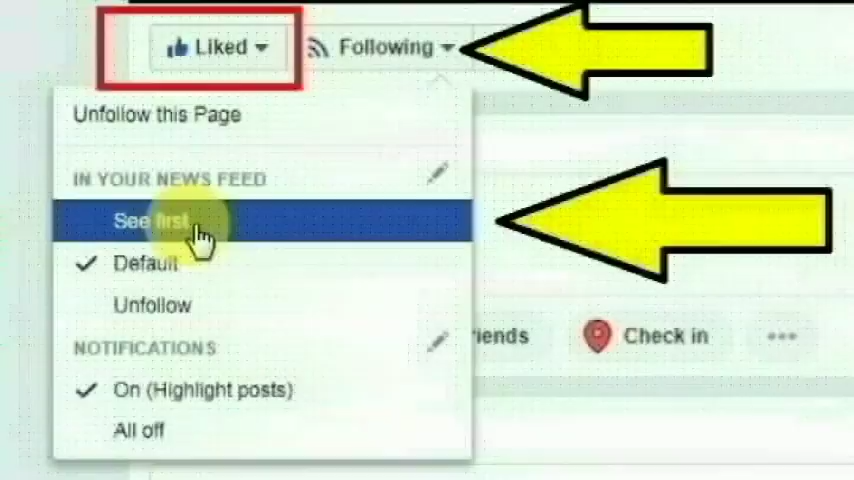 Liked Following
Unfollow this Page
IN YOUR NEWS FEED
See first
Default
Unfollow
riends Check in
NOTIFICATIONS
On (Highlight posts)
All off